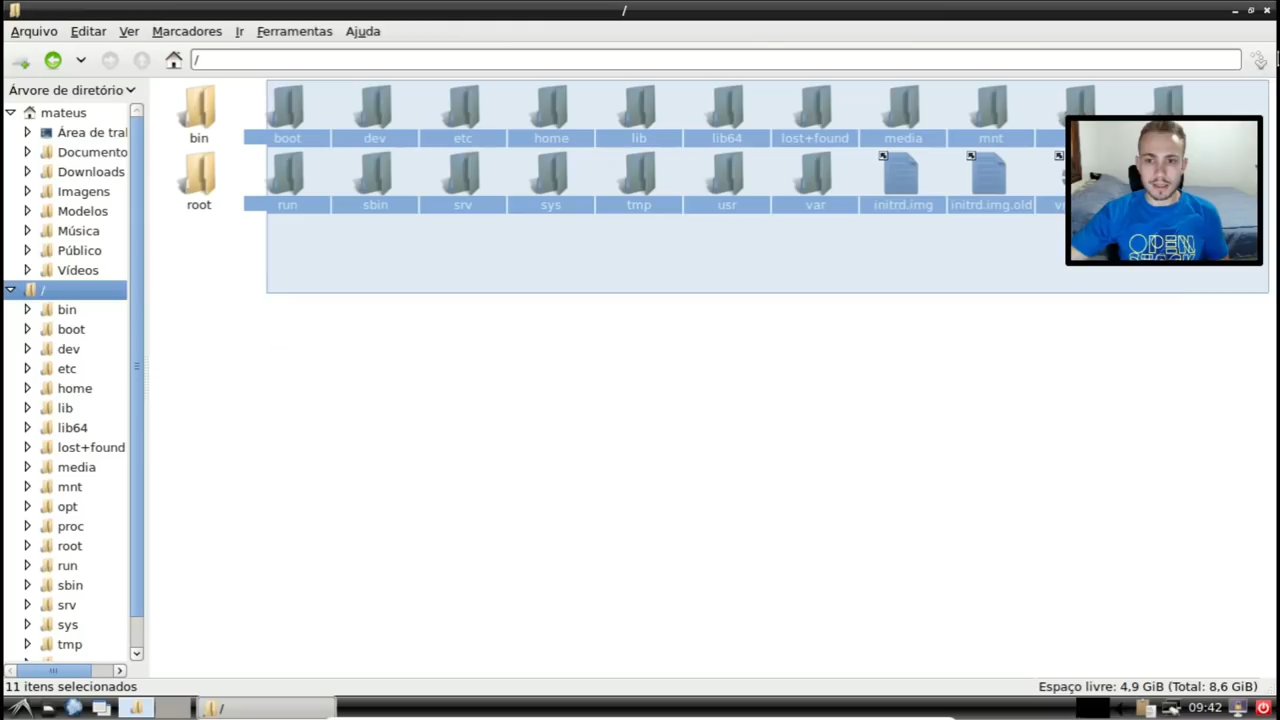 /
Arquivo Editar Ver Marcadores Ir Ferramentas Ajuda
/
Árvore de diretório
mateus
Área de tral
Documento
Downloads
Imagens
Modelos
Música
Público
Vídeos
/
bin
boot
dev
etc
home
lib
lib64
lost+found
media
mnt
opt
proc
root
run
sbin
srv
sys
tmp
bin boot dev etc home lib lib64 lost+found media mnt
root run sbin srv sys tmp usr var initrd.img initrd.img.old
OPEN
11 itens selecionados
Espaço livre: 4,9 GiB (Total: 8,6 GiB)
/
09:42